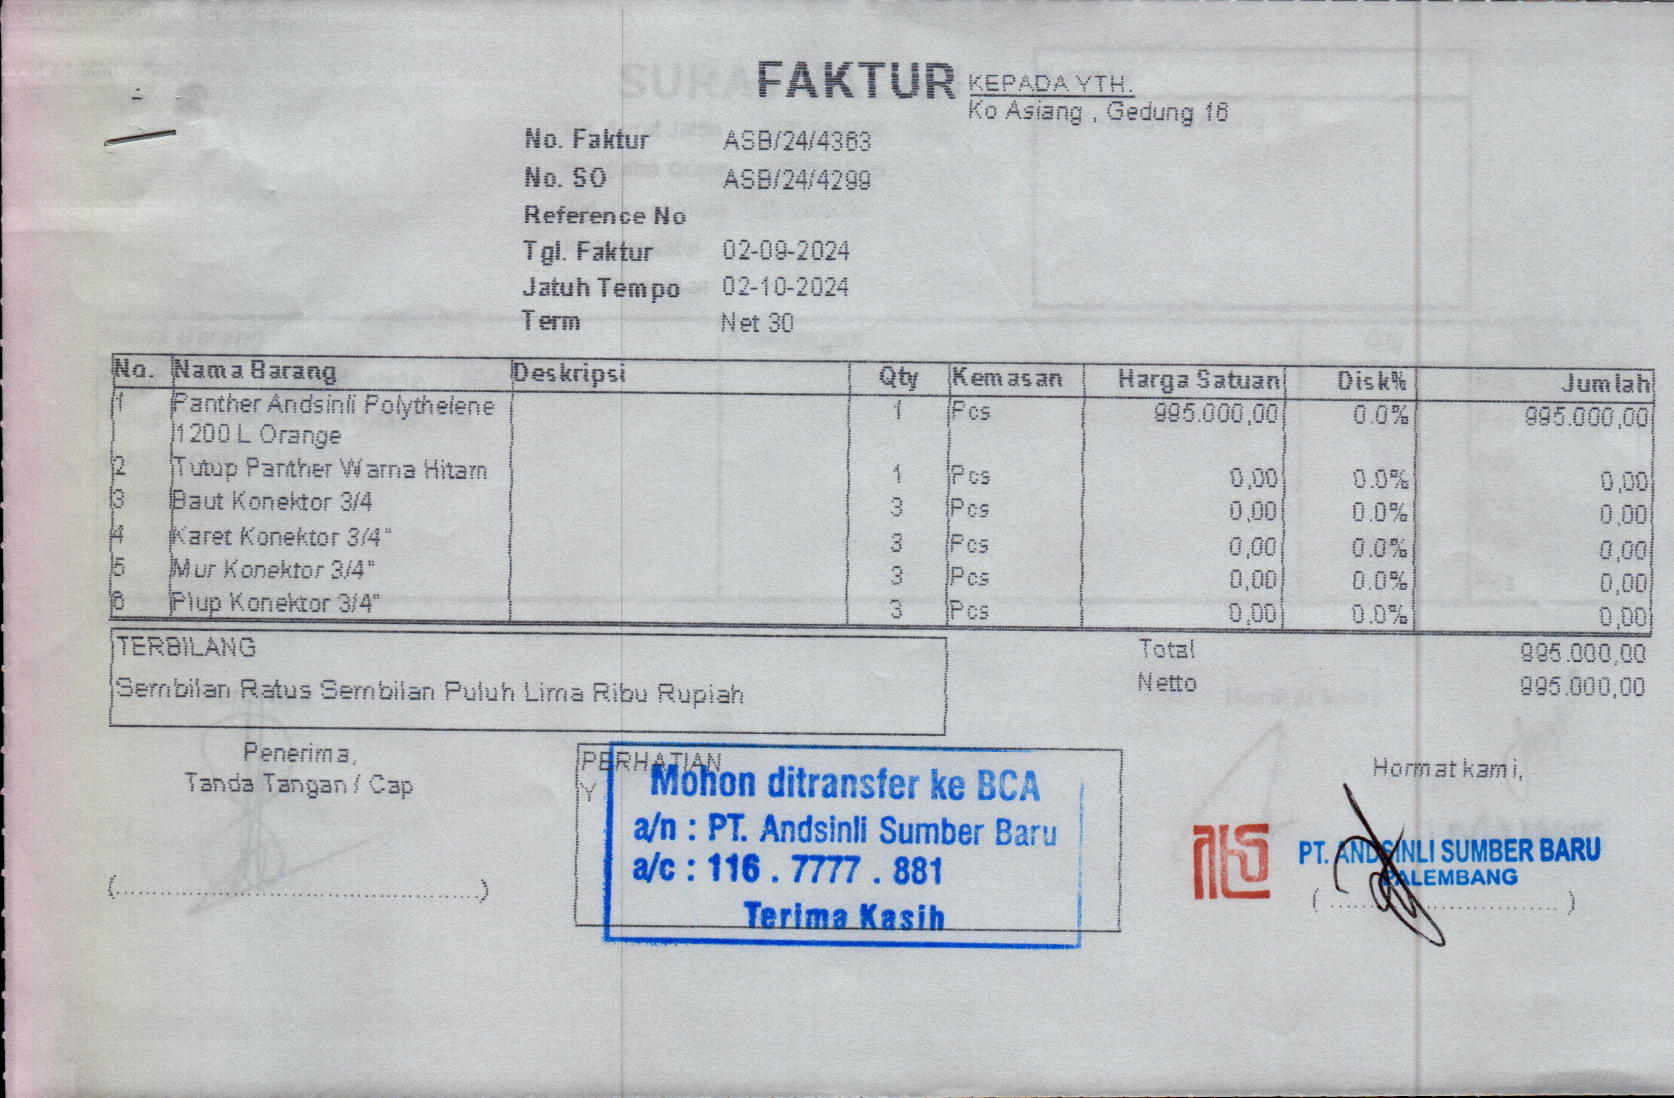 FAKTUR
KEPADA YTH.
Ko Asiang , Gedung 16
No. Faktur ASB/24/4363
No. SO ASB/24/4299
Reference No
Tgl. Faktur 02-09-2024
Jatuh Tempo 02-10-2024
Term Net 30
No. Nama Barang Deskripsi Qty Kemasan Harga Satuan Disk% Jumlah
1 Panther Andsinli Polythelene 1 Pcs 995.000,00 0.0% 995.000,00
1200 L Orange
2 Tutup Panther Warna Hitam 1 Pcs 0,00 0.0% 0,00
3 Baut Konektor 3/4 3 Pcs 0,00 0.0% 0,00
4 Karet Konektor 3/4" 3 Pcs 0,00 0.0% 0,00
5 Mur Konektor 3/4" 3 Pcs 0,00 0.0% 0,00
6 Plup Konektor 3/4" 3 Pcs 0,00 0.0% 0,00
TERBILANG
Sembilan Ratus Sembilan Puluh Lima Ribu Rupiah
Total 995.000,00
Netto 995.000,00
Penerima,
Tanda Tangan / Cap
(....................................................)
PERHATIAN
Y
Mohon ditransfer ke BCA
a/n : PT. Andsinli Sumber Baru
a/c : 116 . 7777 . 881
Terima Kasih
Hormat kami,
PT. ANDSINLI SUMBER BARU
PALEMBANG
( .................................. )